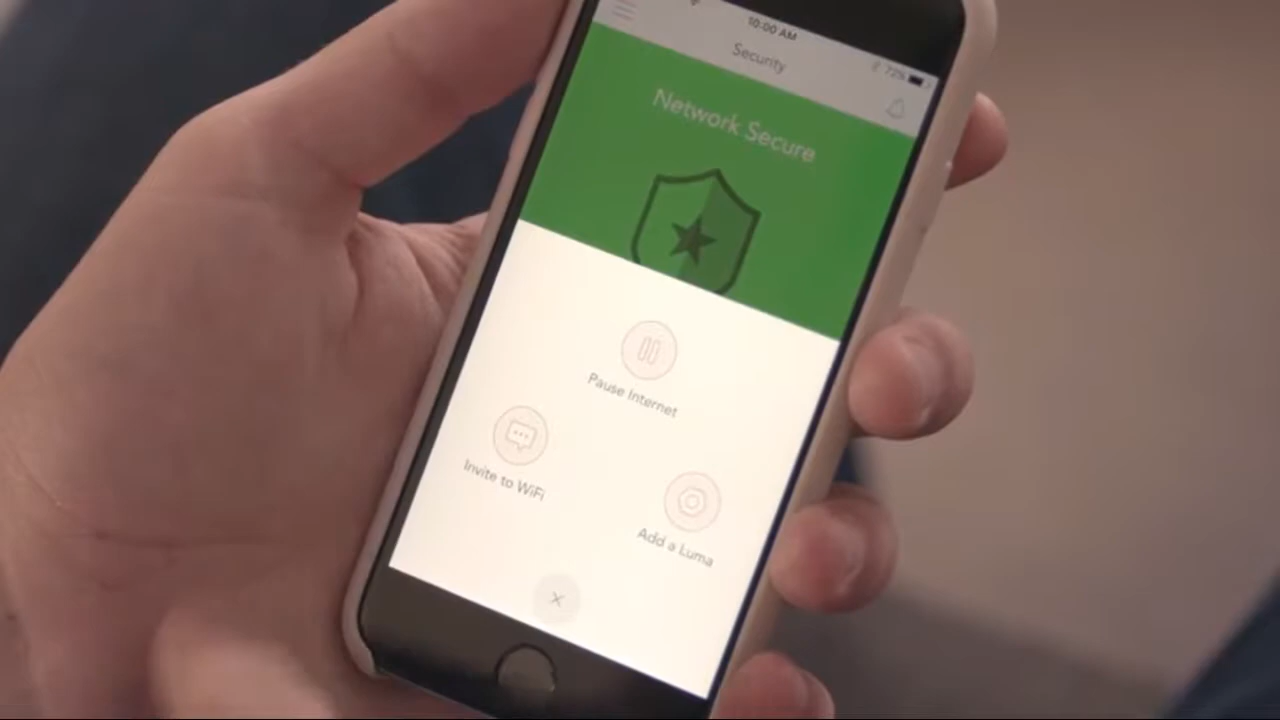 10:00 AM
72%
Security
Network Secure
Pause Internet
Invite to WiFi
Add a Luma